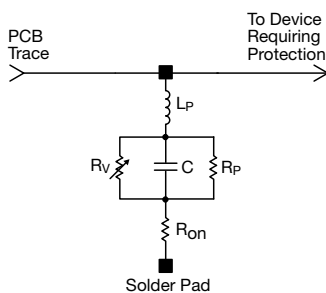 PCB
Trace
To Device
Requiring
Protection
LP
RV
C
RP
Ron
Solder Pad